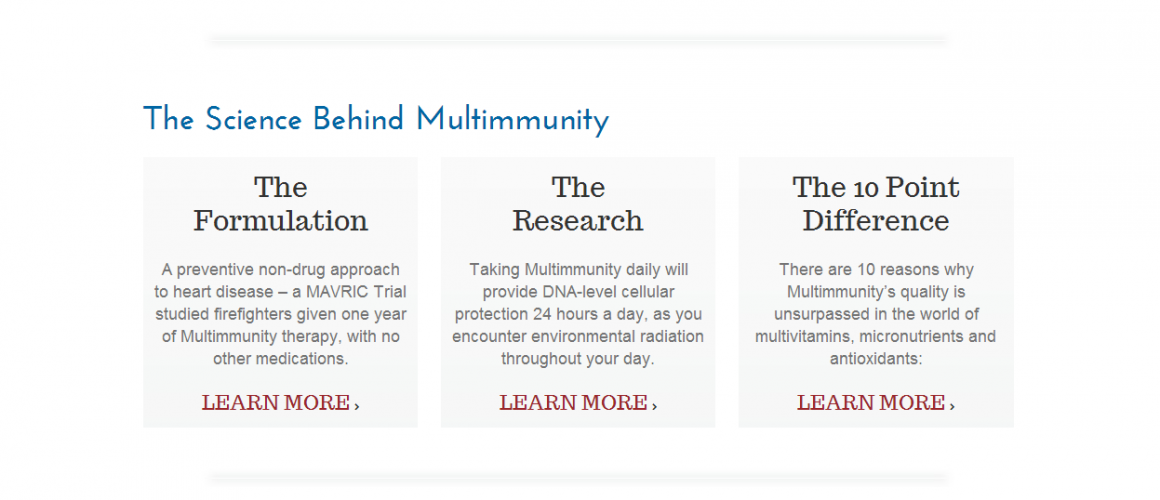 The Science Behind Multimmunity
The
Formulation
A preventive non-drug approach
to heart disease – a MAVRIC Trial
studied firefighters given one year
of Multimmunity therapy, with no
other medications.
LEARN MORE ›
The
Research
Taking Multimmunity daily will
provide DNA-level cellular
protection 24 hours a day, as you
encounter environmental radiation
throughout your day.
LEARN MORE ›
The 10 Point
Difference
There are 10 reasons why
Multimmunity’s quality is
unsurpassed in the world of
multivitamins, micronutrients and
antioxidants:
LEARN MORE ›